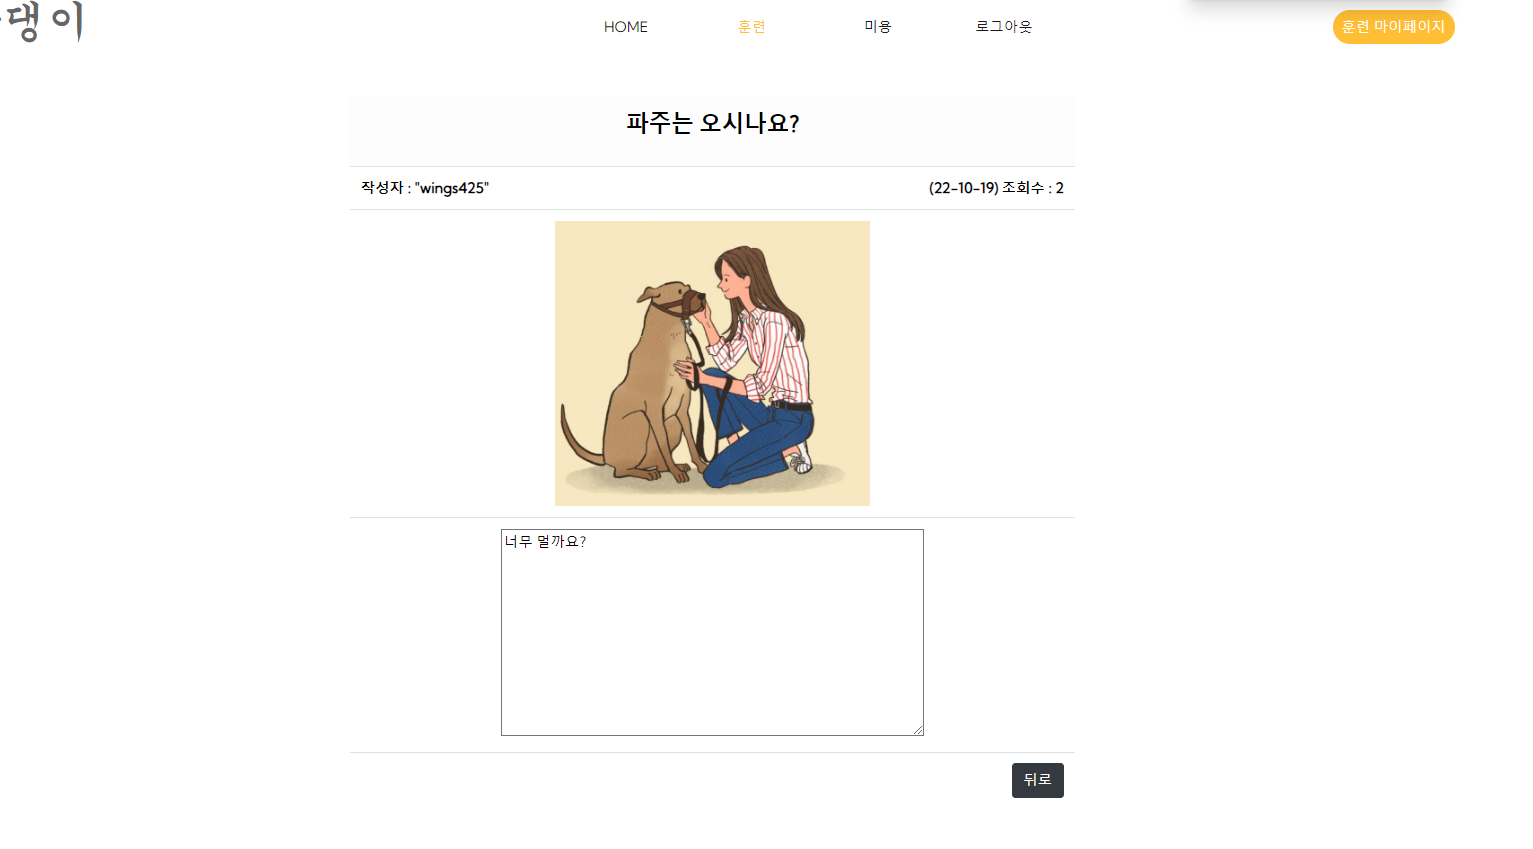 댕이
HOME
훈련
미용
로그아웃
훈련 마이페이지
파주는 오시나요?
작성자 : "wings425"
(22-10-19) 조회수 : 2
너무 멀까요?
뒤로